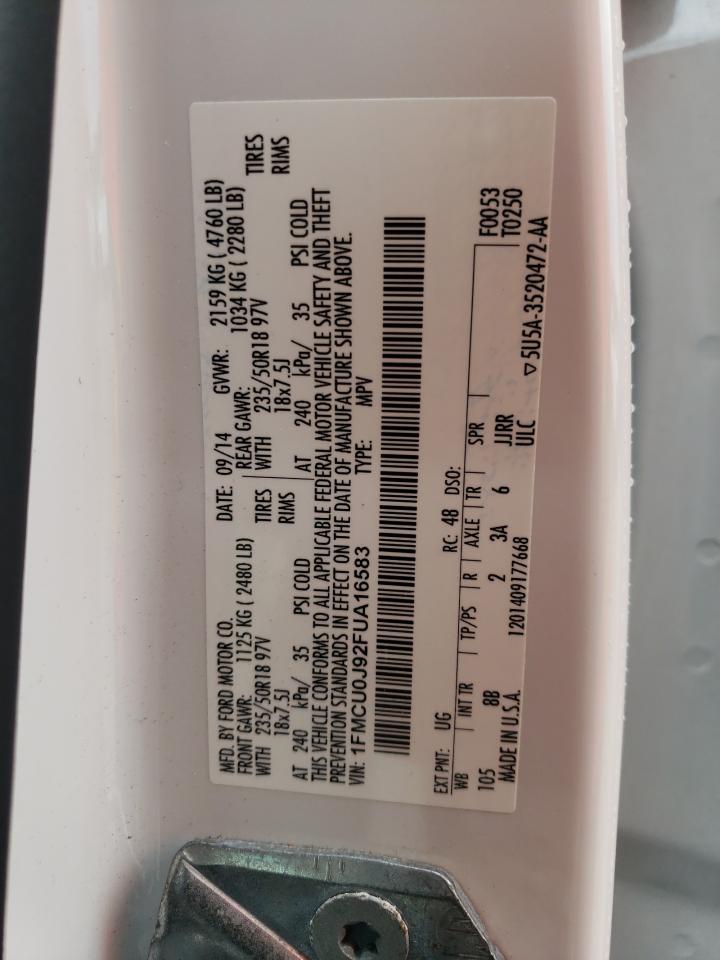 MFD. BY FORD MOTOR CO. DATE: 09/14 GVWR: 2159 KG ( 4760 LB)
FRONT GAWR: 1125 KG ( 2480 LB) REAR GAWR: 1034 KG ( 2280 LB)
WITH 235/50R18 97V TIRES WITH 235/50R18 97V TIRES
18x7.5J RIMS 18x7.5J RIMS
AT 240 kPa/ 35 PSI COLD AT 240 kPa/ 35 PSI COLD
THIS VEHICLE CONFORMS TO ALL APPLICABLE FEDERAL MOTOR VEHICLE SAFETY AND THEFT
PREVENTION STANDARDS IN EFFECT ON THE DATE OF MANUFACTURE SHOWN ABOVE.
VIN: 1FMCU0J92FUA16583 TYPE: MPV
EXT PNT: UG RC: 48 DSO: F0053
WB INT TR TP/PS R AXLE TR SPR T0250
105 8B 2 3A 6 JJRR
MADE IN U.S.A. 1201409177668 ULC ▽5U5A-3520472-AA